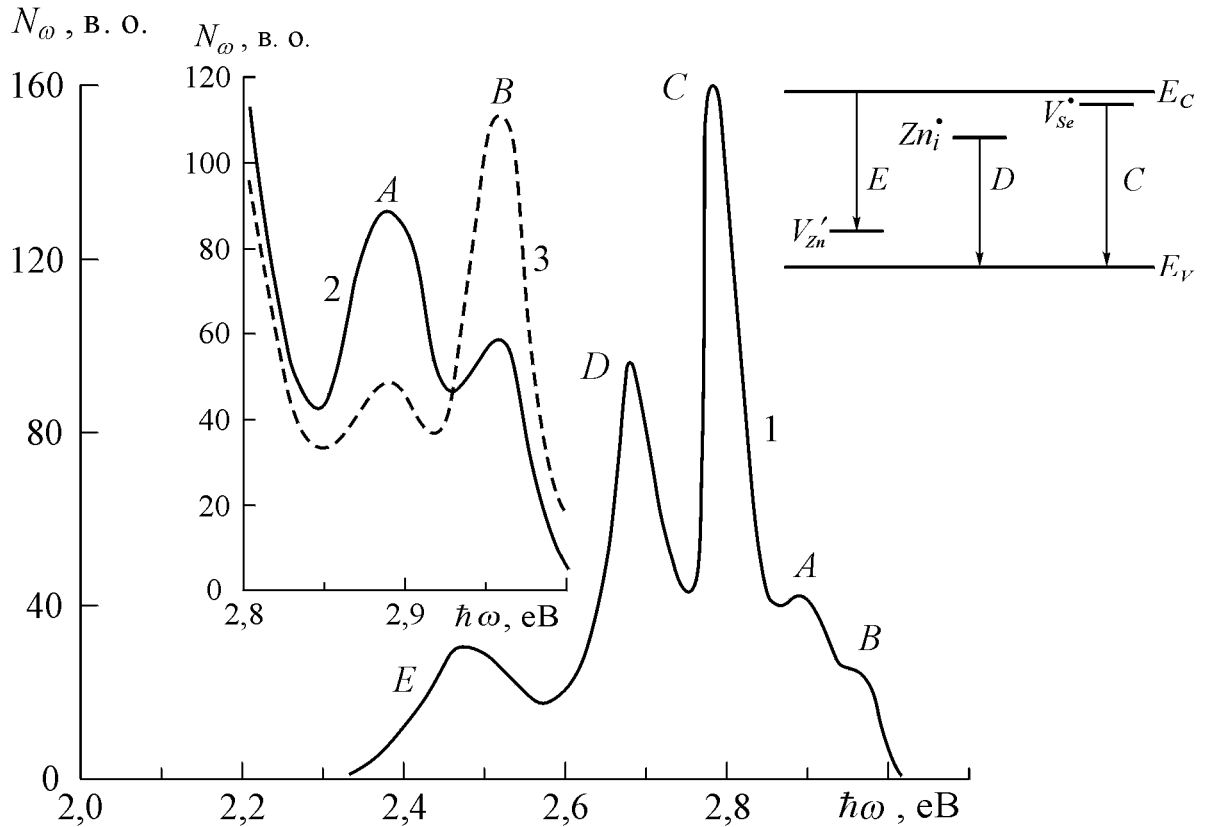 N_ω , в. о.
160
120
80
40
0
2,0
2,2
2,4
2,6
2,8
ħω , eB
E
D
C
1
A
B
N_ω , в. о.
120
100
80
60
40
20
0
2,8
2,9
ħω , eB
A
B
2
3
E_C
V_Se^•
Zn_i^•
E
D
C
V_Zn′
E_V